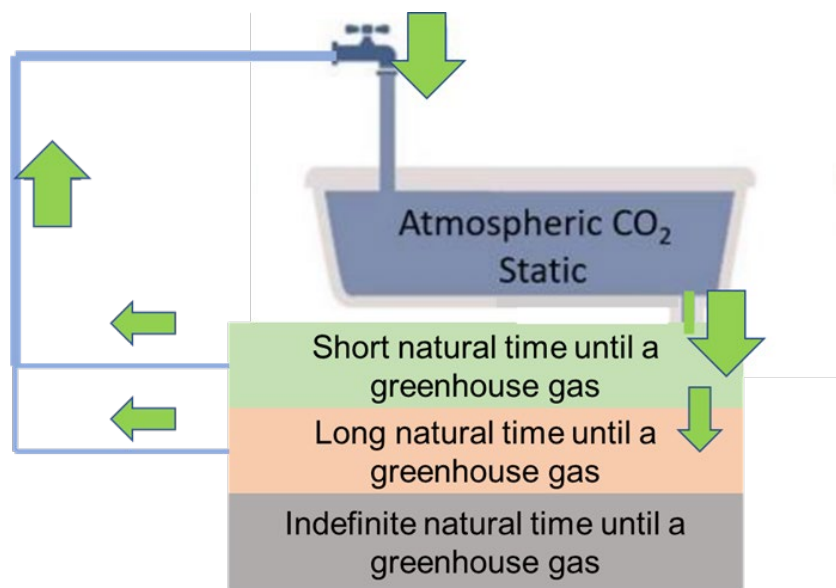 Atmospheric CO₂
Static
Short natural time until a
greenhouse gas
Long natural time until a
greenhouse gas
Indefinite natural time until a
greenhouse gas